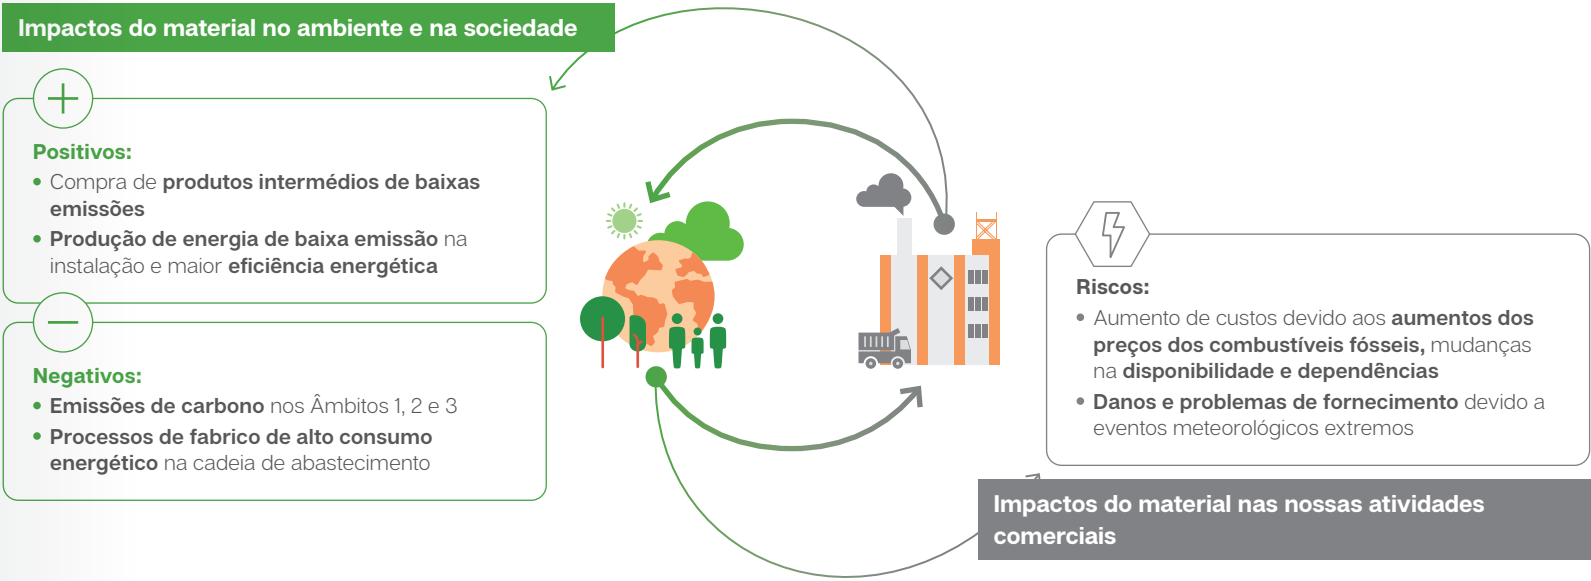 Impactos do material no ambiente e na sociedade
Positivos:
• Compra de produtos intermédios de baixas
emissões
• Produção de energia de baixa emissão na
instalação e maior eficiência energética
Negativos:
• Emissões de carbono nos Âmbitos 1, 2 e 3
• Processos de fabrico de alto consumo
energético na cadeia de abastecimento
Riscos:
• Aumento de custos devido aos aumentos dos
preços dos combustíveis fósseis, mudanças
na disponibilidade e dependências
• Danos e problemas de fornecimento devido a
eventos meteorológicos extremos
Impactos do material nas nossas atividades
comerciais